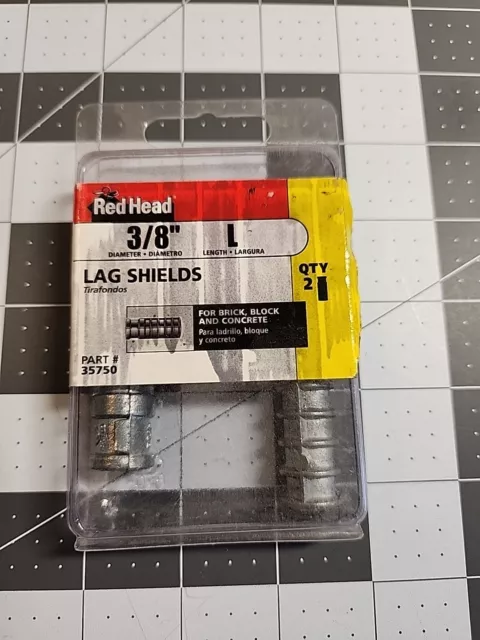 Red Head
3/8" L
DIAMETER • DIÁMETRO LENGTH • LARGURA
LAG SHIELDS
Tirafondos
QTY
2
FOR BRICK, BLOCK
AND CONCRETE
Para ladrillo, bloque
y concreto
PART #
35750